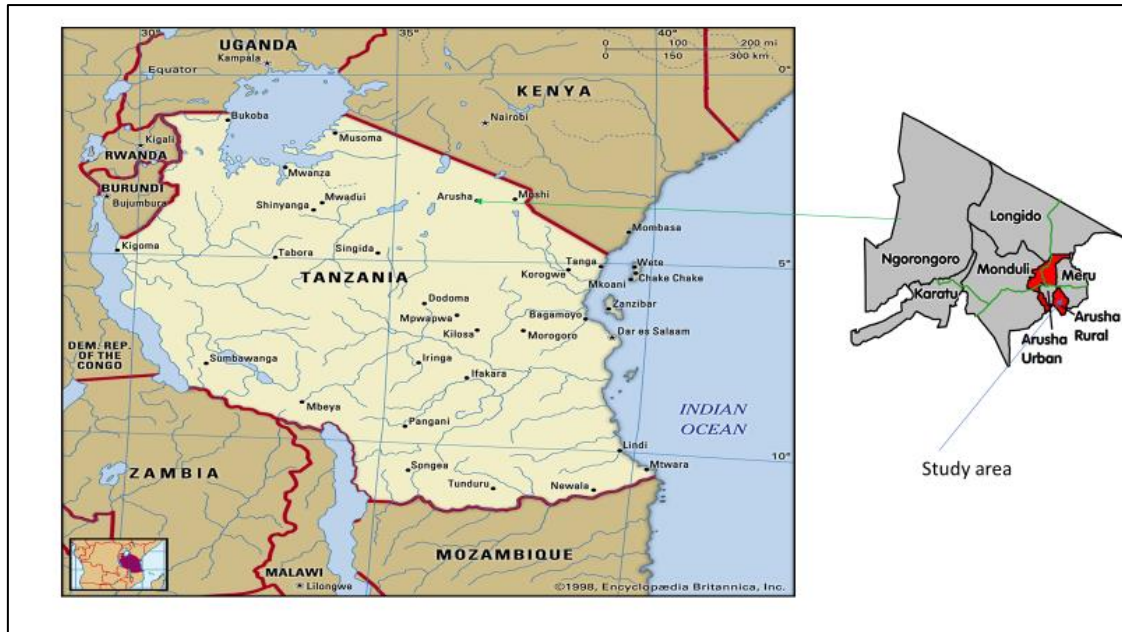 30°
35°
0
100
200 mi
0
150
300 km
40°
UGANDA
Kampala
Equator
0°
KENYA
Nairobi
Bukoba
Musoma
Kigali
RWANDA
Mwanza
BURUNDI
Bujumbura
Mwadui
Shinyanga
Arusha
Moshi
Mombasa
Kigoma
Tabora
Singida
Tanga
Wete
5°
TANZANIA
Korogwe
Chake Chake
Mkoani
Dodoma
Zanzibar
Mpwapwa
Bagamoyo
Kilosa
Morogoro
Dar es Salaam
DEM. REP.
OF THE
CONGO
Sumbawanga
Iringa
Ifakara
Mbeya
INDIAN
OCEAN
Pangani
Lindi
10°
ZAMBIA
Songea
Mtwara
Tunduru
Newala
MOZAMBIQUE
MALAWI
Lilongwe
©1998, Encyclopædia Britannica, Inc.
Longido
Ngorongoro
Monduli
Meru
Karatu
Arusha
Rural
Arusha
Urban
Study area